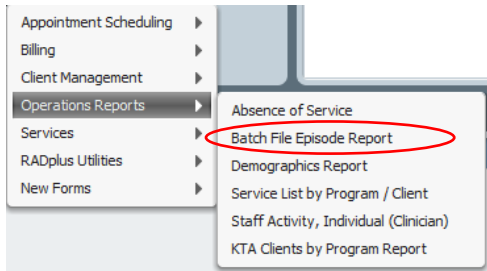 Appointment Scheduling
Billing
Client Management
Operations Reports
Services
RADplus Utilities
New Forms
Absence of Service
Batch File Episode Report
Demographics Report
Service List by Program / Client
Staff Activity, Individual (Clinician)
KTA Clients by Program Report